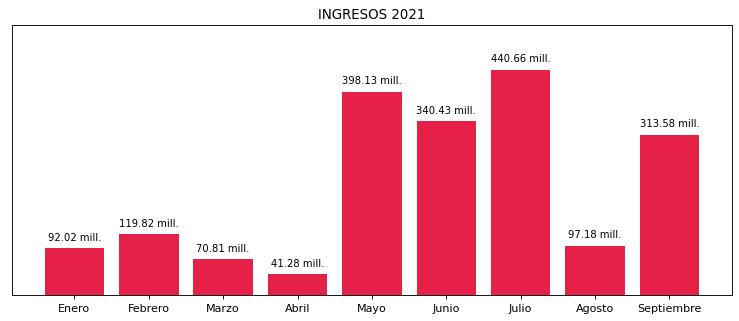 INGRESOS 2021
92.02 mill.
119.82 mill.
70.81 mill.
41.28 mill.
398.13 mill.
340.43 mill.
440.66 mill.
97.18 mill.
313.58 mill.
Enero Febrero Marzo Abril Mayo Junio Julio Agosto Septiembre